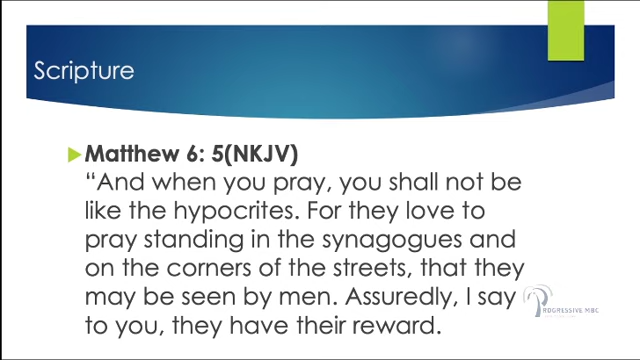 Scripture
Matthew 6: 5(NKJV)
“And when you pray, you shall not be
like the hypocrites. For they love to
pray standing in the synagogues and
on the corners of the streets, that they
may be seen by men. Assuredly, I say
to you, they have their reward.
PROGRESSIVE MBC